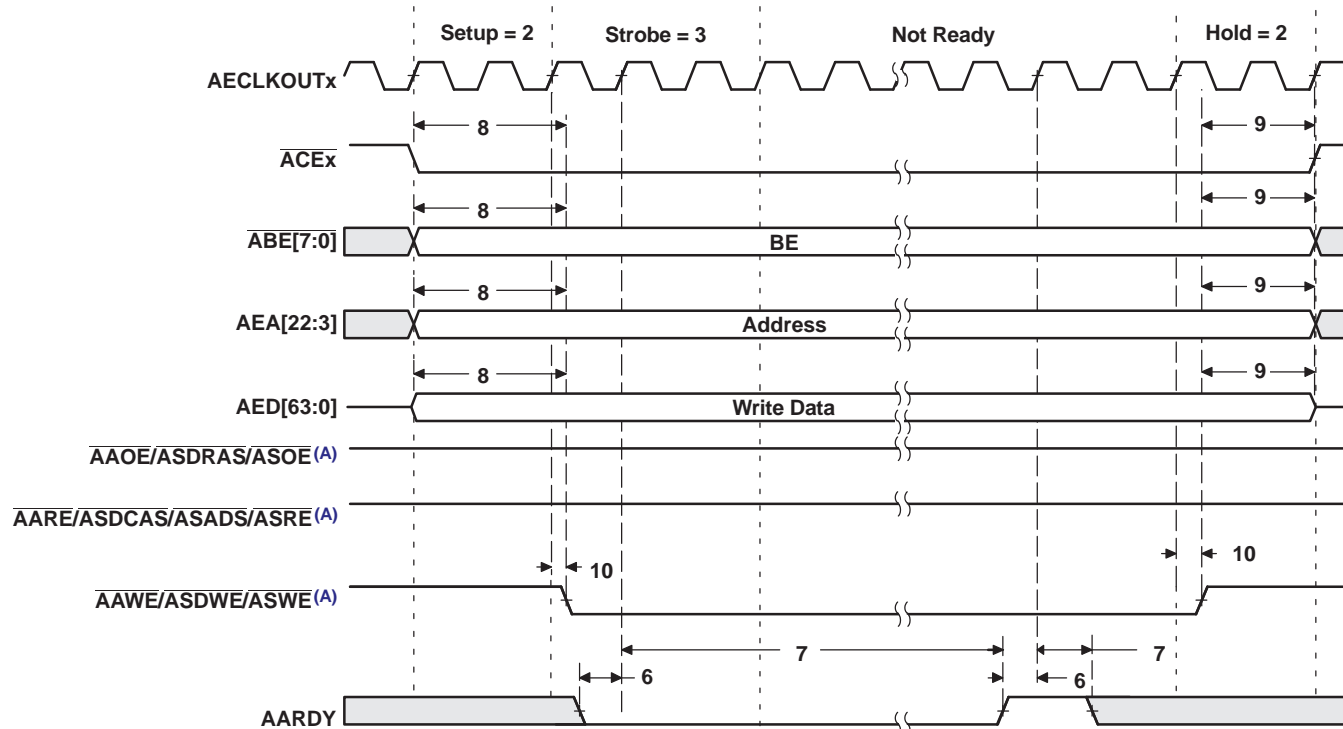 Setup = 2 Strobe = 3 Not Ready Hold = 2
AECLKOUTx
8 9
ACEx
8 9
ABE[7:0] BE
8 9
AEA[22:3] Address
8 9
AED[63:0] Write Data
AAOE/ASDRAS/ASOE(A)
AARE/ASDCAS/ASADS/ASRE(A)
10 10
AAWE/ASDWE/ASWE(A)
7 7
6 6
AARDY